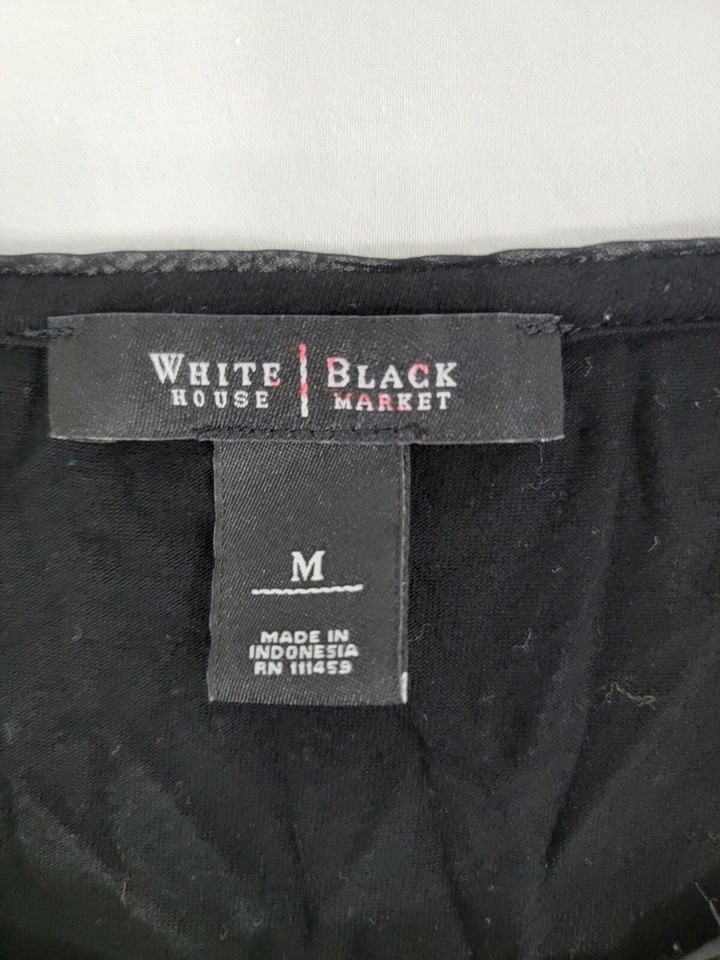 WHITE | BLACK
HOUSE | MARKET
M
MADE IN
INDONESIA
RN 111459